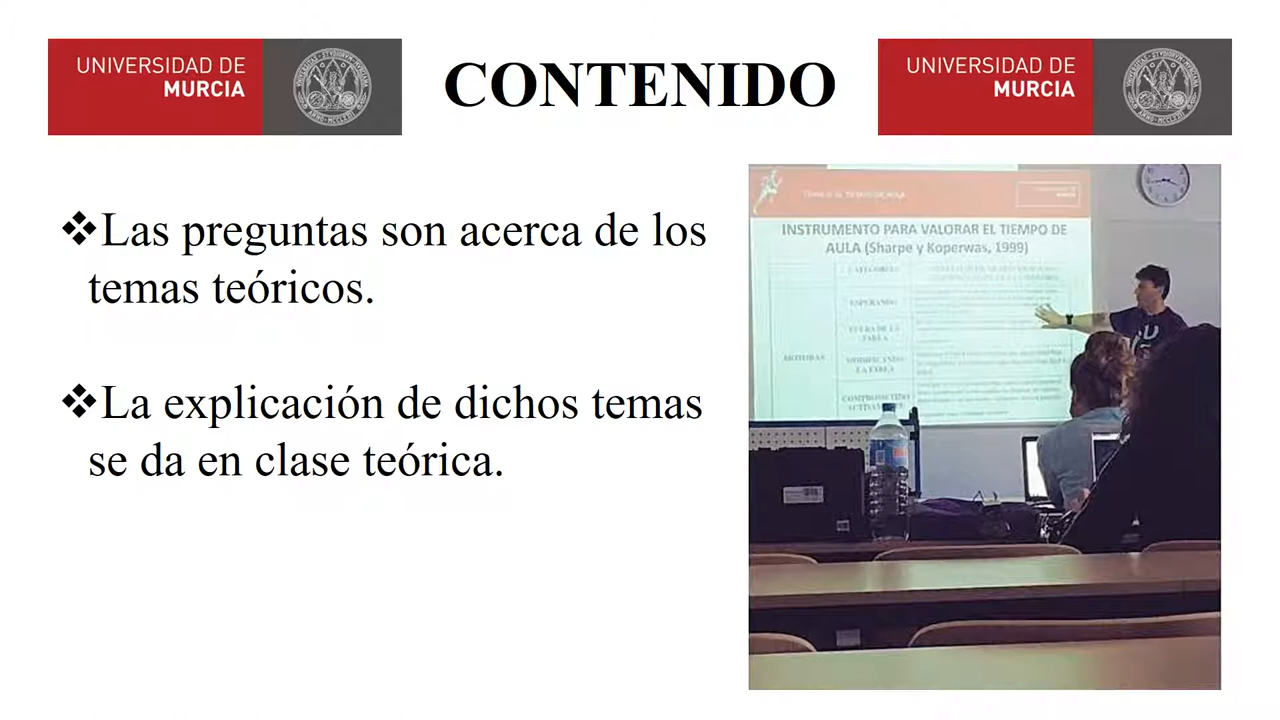 UNIVERSIDAD DE
MURCIA
CONTENIDO
UNIVERSIDAD DE
MURCIA
❖Las preguntas son acerca de los
temas teóricos.
❖La explicación de dichos temas
se da en clase teórica.
INSTRUMENTO PARA VALORAR EL TIEMPO DE
AULA (Sharpe y Koperwas, 1999)
ESPERANDO
FUERA DE LA
TAREA
MODIFICANDO
LA TAREA
COMPROMETIDO